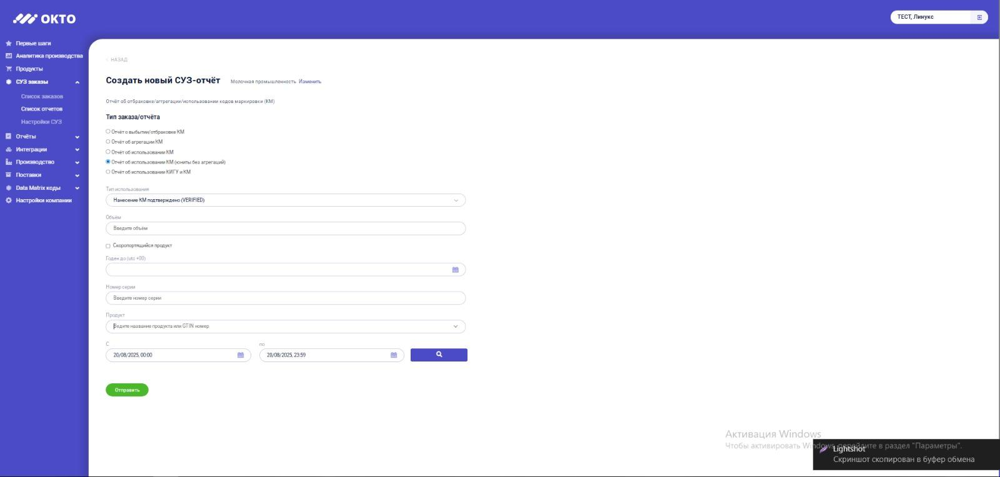 ОКТО
ТЕСТ, Линукс
Первые шаги
Аналитика производства
Продукты
СУЗ заказы
Список заказов
Список отчетов
Настройки СУЗ
Отчёты
Интеграции
Производство
Поставки
Data Matrix коды
Настройки компании
НАЗАД
Создать новый СУЗ-отчёт Молочная промышленность Изменить
Отчёт об отбраковке/агрегации/использовании кодов маркировки (КМ)
Тип заказа/отчёта
Отчёт о выбытии/отбраковке КМ
Отчёт об агрегации КМ
Отчёт об использовании КМ
Отчёт об использовании КМ (юниты без агрегаций)
Отчёт об использовании КИГУ и КМ
Тип использования
Нанесение КМ подтверждено (VERIFIED)
Объём
Введите объём
Скоропортящийся продукт
Годен до (utc +00)
Номер серии
Введите номер серии
Продукт
Ведите название продукта или GTIN номер
С по
20/08/2025, 00:00 20/08/2025, 23:59
Отправить
Активация Windows
Чтобы активировать Windows, перейдите в раздел "Параметры".
Lightshot
Скриншот скопирован в буфер обмена